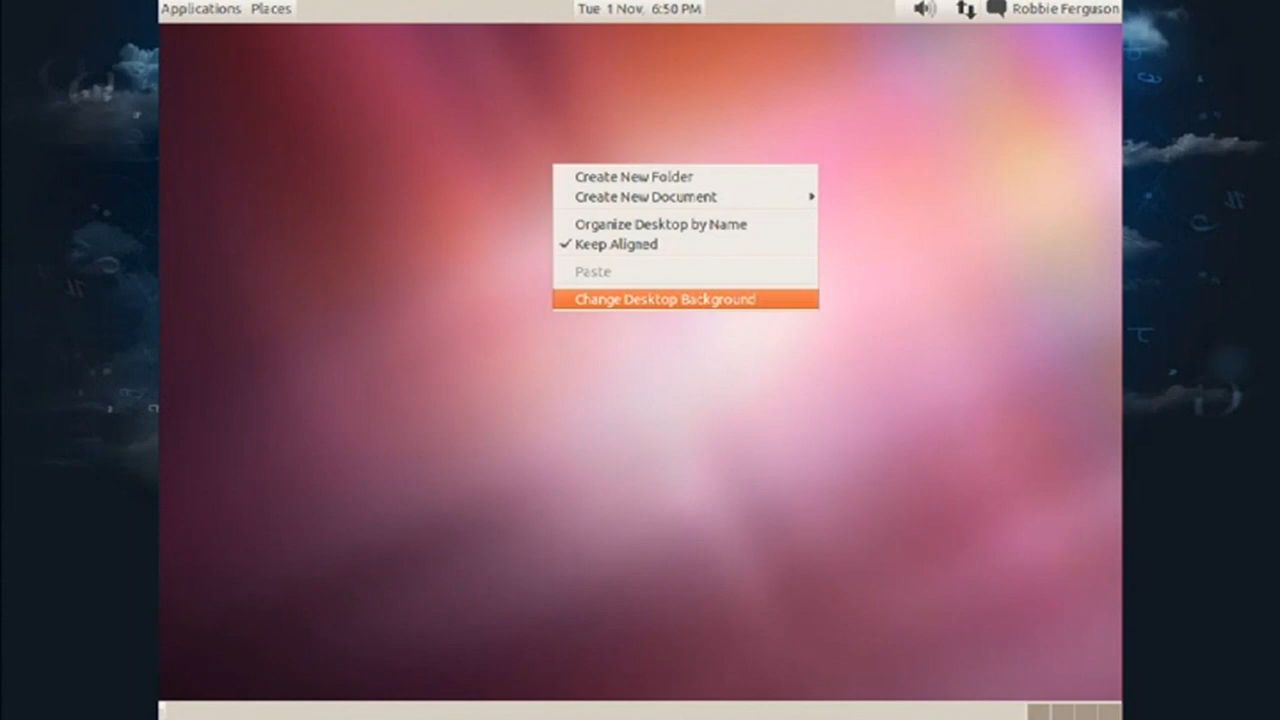 Applications Places Tue 1 Nov, 6:50 PM Robbie Ferguson
Create New Folder
Create New Document
Organize Desktop by Name
Keep Aligned
Paste
Change Desktop Background